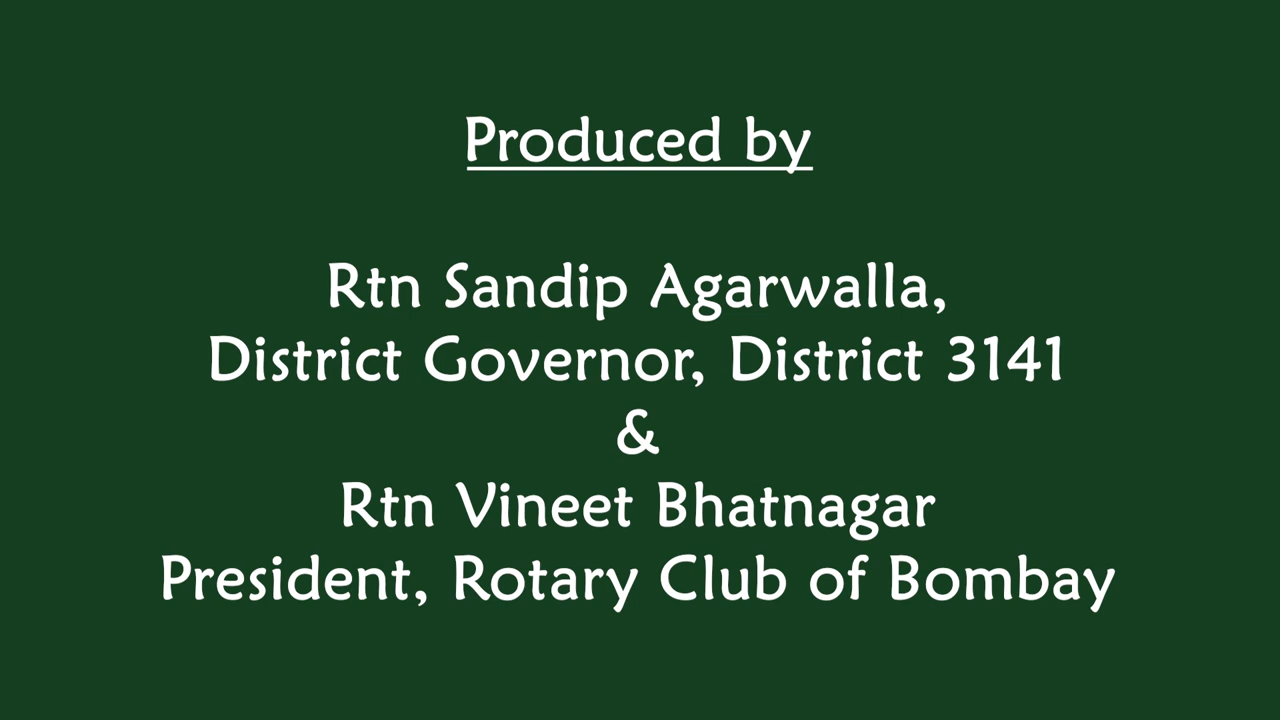 Produced by
Rtn Sandip Agarwalla,
District Governor, District 3141
&
Rtn Vineet Bhatnagar
President, Rotary Club of Bombay